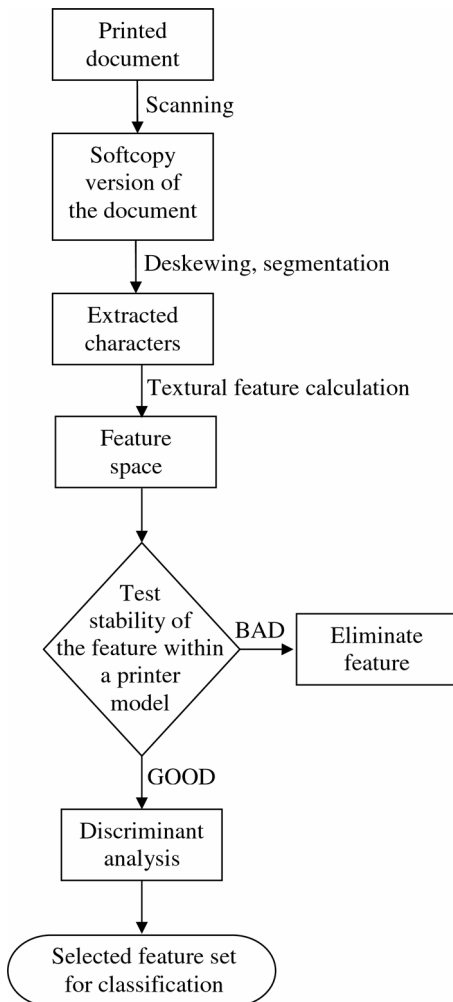 Printed
document
Scanning
Softcopy
version of
the document
Deskewing, segmentation
Extracted
characters
Textural feature calculation
Feature
space
Test
stability of
the feature within
a printer
model
BAD
Eliminate
feature
GOOD
Discriminant
analysis
Selected feature set
for classification